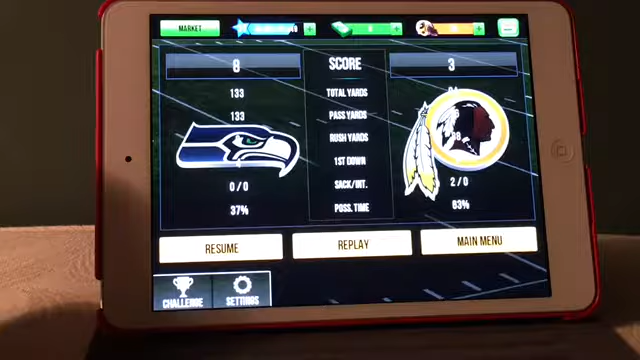 MARKET
8 SCORE 3
133 TOTAL YARDS
133 PASS YARDS
RUSH YARDS
1ST DOWN
0/0 SACK/INT. 2/0
37% POSS. TIME 63%
RESUME REPLAY MAIN MENU
CHALLENGE SETTINGS